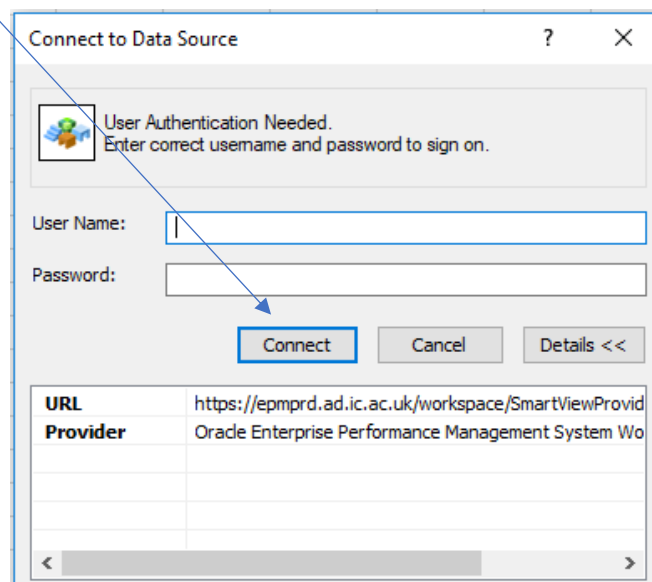 Connect to Data Source
User Authentication Needed.
Enter correct username and password to sign on.
User Name:
Password:
Connect Cancel Details <<
URL https://epmprd.ad.ic.ac.uk/workspace/SmartViewProvid
Provider Oracle Enterprise Performance Management System Wo